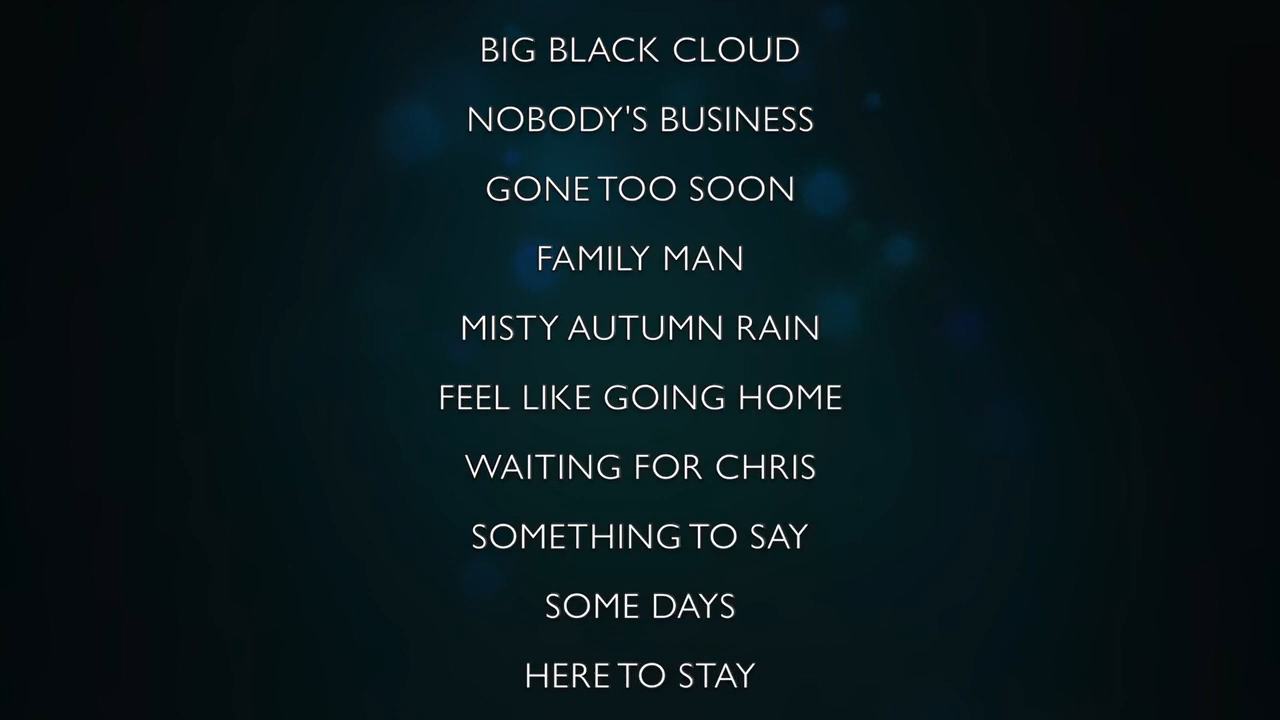 BIG BLACK CLOUD
NOBODY'S BUSINESS
GONE TOO SOON
FAMILY MAN
MISTY AUTUMN RAIN
FEEL LIKE GOING HOME
WAITING FOR CHRIS
SOMETHING TO SAY
SOME DAYS
HERE TO STAY